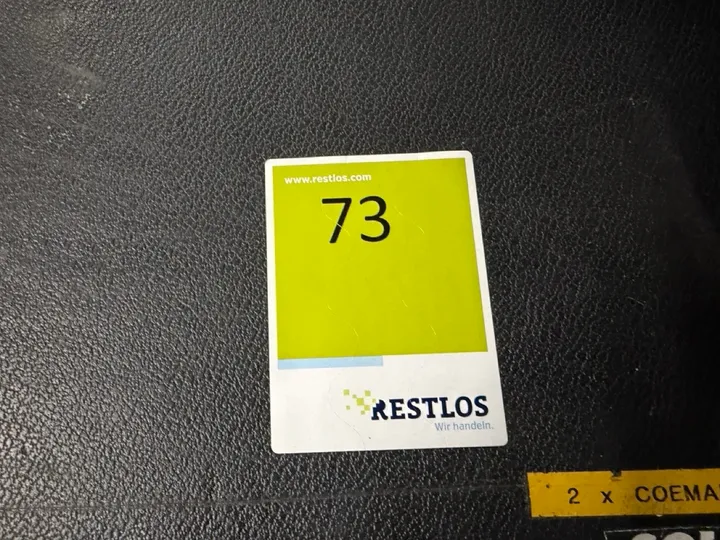 www.restlos.com
73
RESTLOS
Wir handeln.
2 x COEMA